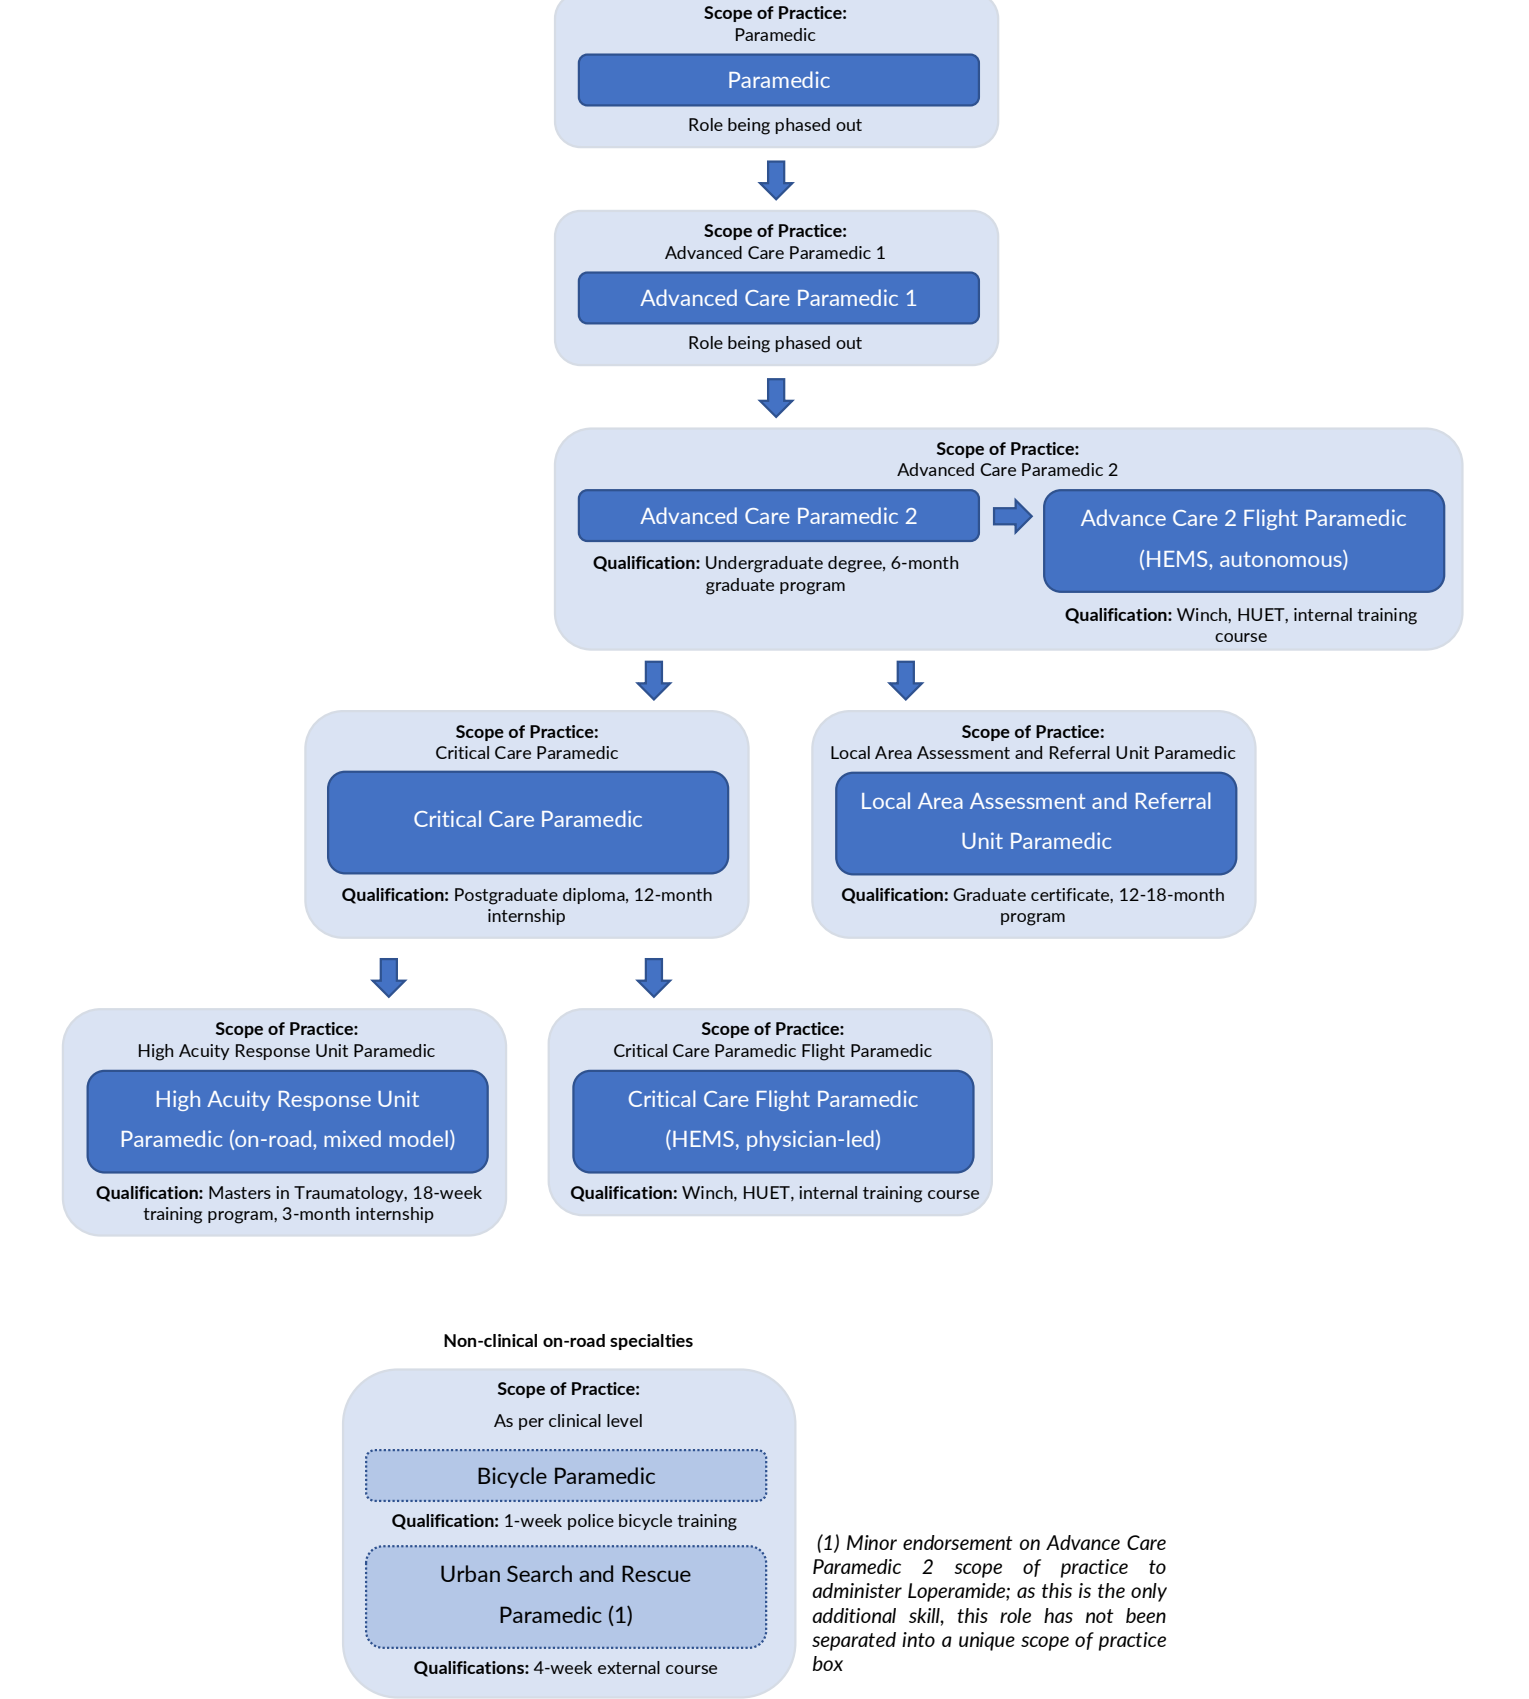 Scope of Practice:
Paramedic
Paramedic
Role being phased out
Scope of Practice:
Advanced Care Paramedic 1
Advanced Care Paramedic 1
Role being phased out
Scope of Practice:
Advanced Care Paramedic 2
Advanced Care Paramedic 2
Qualification: Undergraduate degree, 6-month
graduate program
Advance Care 2 Flight Paramedic
(HEMS, autonomous)
Qualification: Winch, HUET, internal training
course
Scope of Practice:
Critical Care Paramedic
Critical Care Paramedic
Qualification: Postgraduate diploma, 12-month
internship
Scope of Practice:
Local Area Assessment and Referral Unit Paramedic
Local Area Assessment and Referral
Unit Paramedic
Qualification: Graduate certificate, 12-18-month
program
Scope of Practice:
High Acuity Response Unit Paramedic
High Acuity Response Unit
Paramedic (on-road, mixed model)
Qualification: Masters in Traumatology, 18-week
training program, 3-month internship
Scope of Practice:
Critical Care Paramedic Flight Paramedic
Critical Care Flight Paramedic
(HEMS, physician-led)
Qualification: Winch, HUET, internal training course
Non-clinical on-road specialties
Scope of Practice:
As per clinical level
Bicycle Paramedic
Qualification: 1-week police bicycle training
Urban Search and Rescue
Paramedic (1)
Qualifications: 4-week external course
(1) Minor endorsement on Advance Care
Paramedic 2 scope of practice to
administer Loperamide; as this is the only
additional skill, this role has not been
separated into a unique scope of practice
box